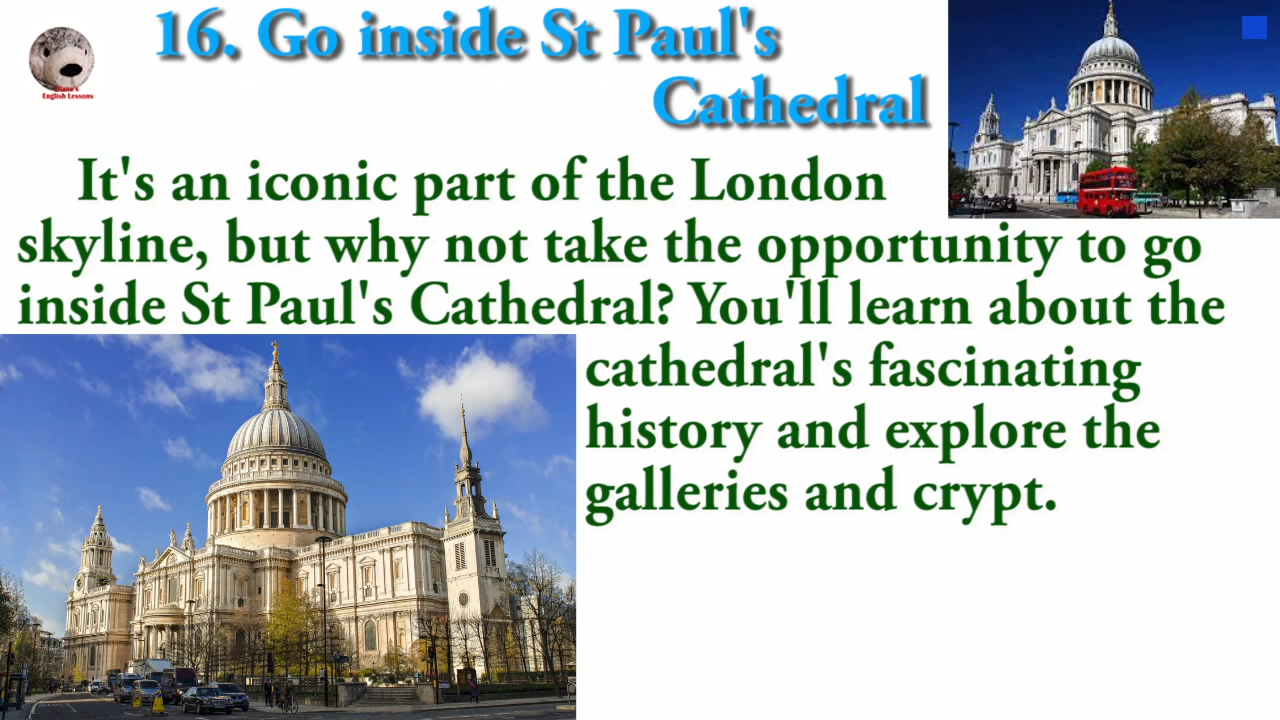 16. Go inside St Paul's
Cathedral
Diana's
English Lessons
It's an iconic part of the London
skyline, but why not take the opportunity to go
inside St Paul's Cathedral? You'll learn about the
cathedral's fascinating
history and explore the
galleries and crypt.